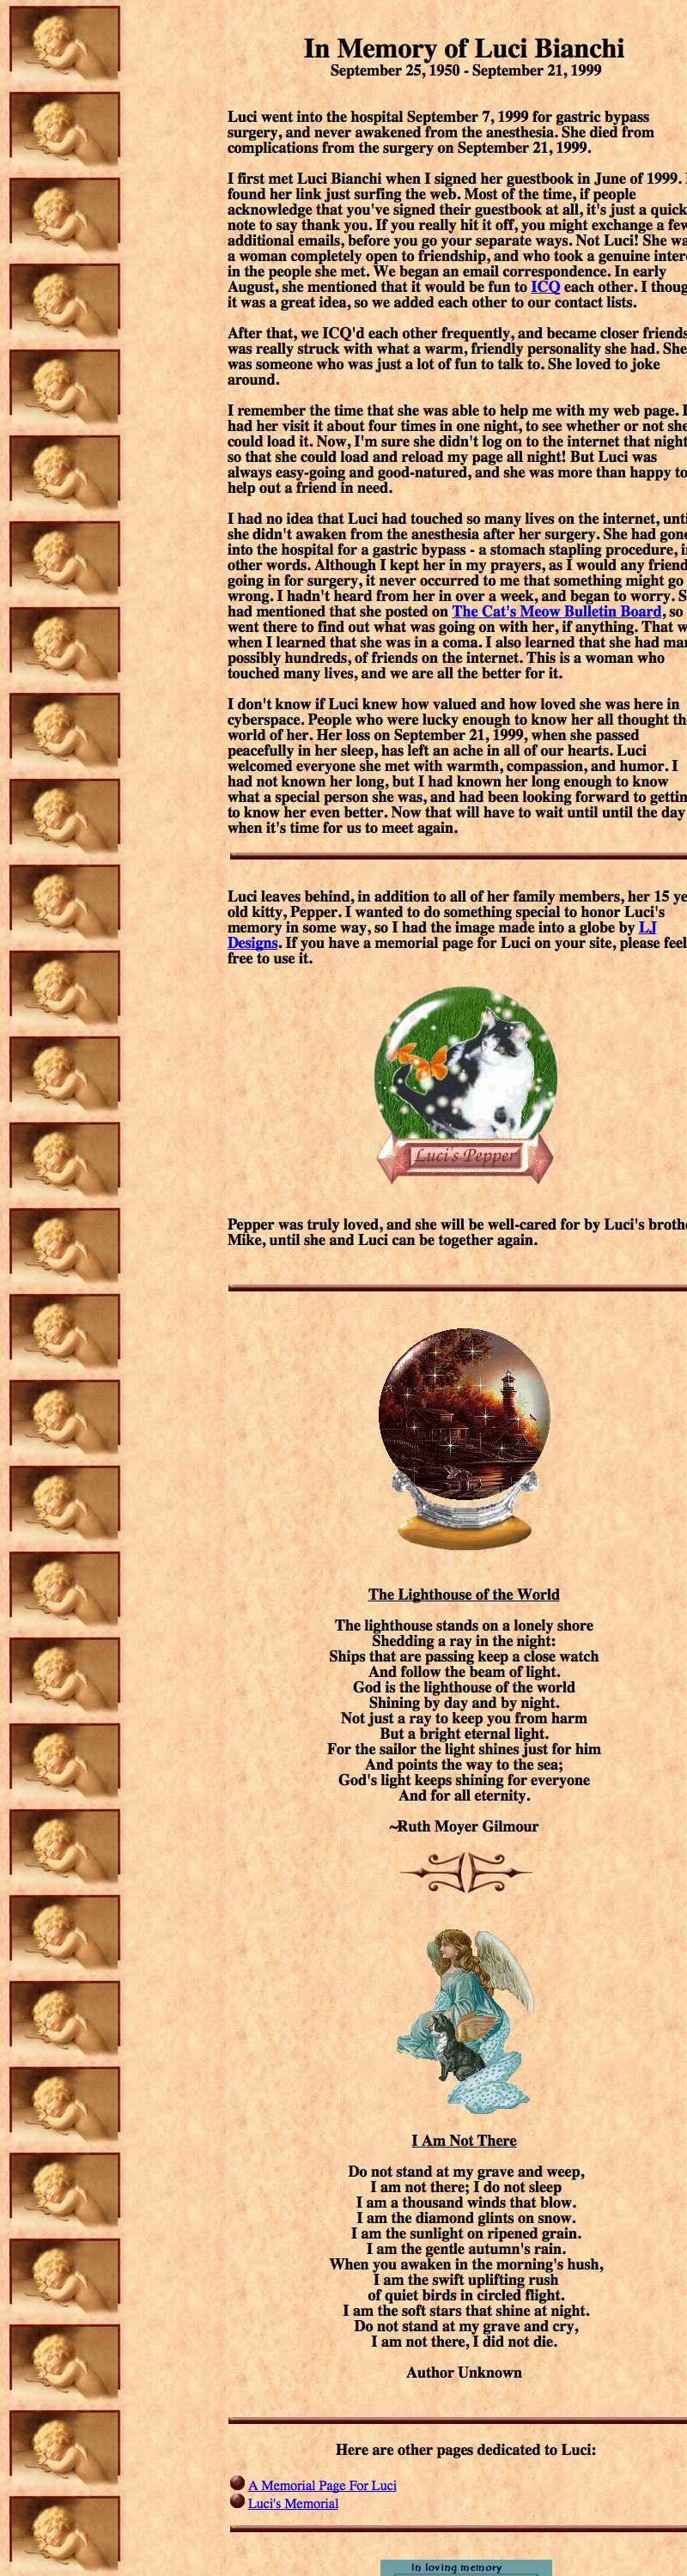 In Memory of Luci Bianchi
September 25, 1950 - September 21, 1999
Luci went into the hospital September 7, 1999 for gastric bypass
surgery, and never awakened from the anesthesia. She died from
complications from the surgery on September 21, 1999.
I first met Luci Bianchi when I signed her guestbook in June of 1999.
found her link just surfing the web. Most of the time, if people
acknowledge that you've signed their guestbook at all, it's just a quick
note to say thank you. If you really hit it off, you might exchange a few
additional emails, before you go your separate ways. Not Luci! She wa
a woman completely open to friendship, and who took a genuine inter
in the people she met. We began an email correspondence. In early
August, she mentioned that it would be fun to ICQ each other. I thoug
it was a great idea, so we added each other to our contact lists.
After that, we ICQ'd each other frequently, and became closer friends
was really struck with what a warm, friendly personality she had. She
was someone who was just a lot of fun to talk to. She loved to joke
around.
I remember the time that she was able to help me with my web page. I
had her visit it about four times in one night, to see whether or not she
could load it. Now, I'm sure she didn't log on to the internet that night
so that she could load and reload my page all night! But Luci was
always easy-going and good-natured, and she was more than happy to
help out a friend in need.
I had no idea that Luci had touched so many lives on the internet, unti
she didn't awaken from the anesthesia after her surgery. She had gone
into the hospital for a gastric bypass - a stomach stapling procedure, i
other words. Although I kept her in my prayers, as I would any friend
going in for surgery, it never occurred to me that something might go
wrong. I hadn't heard from her in over a week, and began to worry. S
had mentioned that she posted on The Cat's Meow Bulletin Board, so
went there to find out what was going on with her, if anything. That w
when I learned that she was in a coma. I also learned that she had mar
possibly hundreds, of friends on the internet. This is a woman who
touched many lives, and we are all the better for it.
I don't know if Luci knew how valued and how loved she was here in
cyberspace. People who were lucky enough to know her all thought th
world of her. Her loss on September 21, 1999, when she passed
peacefully in her sleep, has left an ache in all of our hearts. Luci
welcomed everyone she met with warmth, compassion, and humor. I
had not known her long, but I had known her long enough to know
what a special person she was, and had been looking forward to gettin
to know her even better. Now that will have to wait until until the day
when it's time for us to meet again.
Luci leaves behind, in addition to all of her family members, her 15 ye
old kitty, Pepper. I wanted to do something special to honor Luci's
memory in some way, so I had the image made into a globe by LJ
Designs. If you have a memorial page for Luci on your site, please feel
free to use it.
Luci's Pepper
Pepper was truly loved, and she will be well-cared for by Luci's broth
Mike, until she and Luci can be together again.
The Lighthouse of the World
The lighthouse stands on a lonely shore
Shedding a ray in the night:
Ships that are passing keep a close watch
And follow the beam of light.
God is the lighthouse of the world
Shining by day and by night.
Not just a ray to keep you from harm
But a bright eternal light.
For the sailor the light shines just for him
And points the way to the sea;
God's light keeps shining for everyone
And for all eternity.
~Ruth Moyer Gilmour
I Am Not There
Do not stand at my grave and weep,
I am not there; I do not sleep
I am a thousand winds that blow.
I am the diamond glints on snow.
I am the sunlight on ripened grain.
I am the gentle autumn's rain.
When you awaken in the morning's hush,
I am the swift uplifting rush
of quiet birds in circled flight.
I am the soft stars that shine at night.
Do not stand at my grave and cry,
I am not there, I did not die.
Author Unknown
Here are other pages dedicated to Luci:
A Memorial Page For Luci
Luci's Memorial
In loving memory